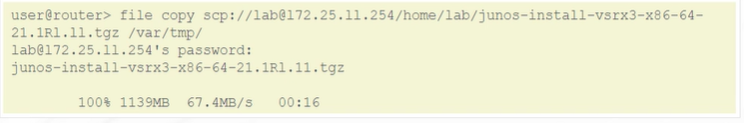 user@router> file copy scp://lab@172.25.11.254/home/lab/junos-install-vsrx3-x86-64-
21.1R1.11.tgz /var/tmp/
lab@172.25.11.254's password:
junos-install-vsrx3-x86-64-21.1R1.11.tgz
100% 1139MB 67.4MB/s 00:16